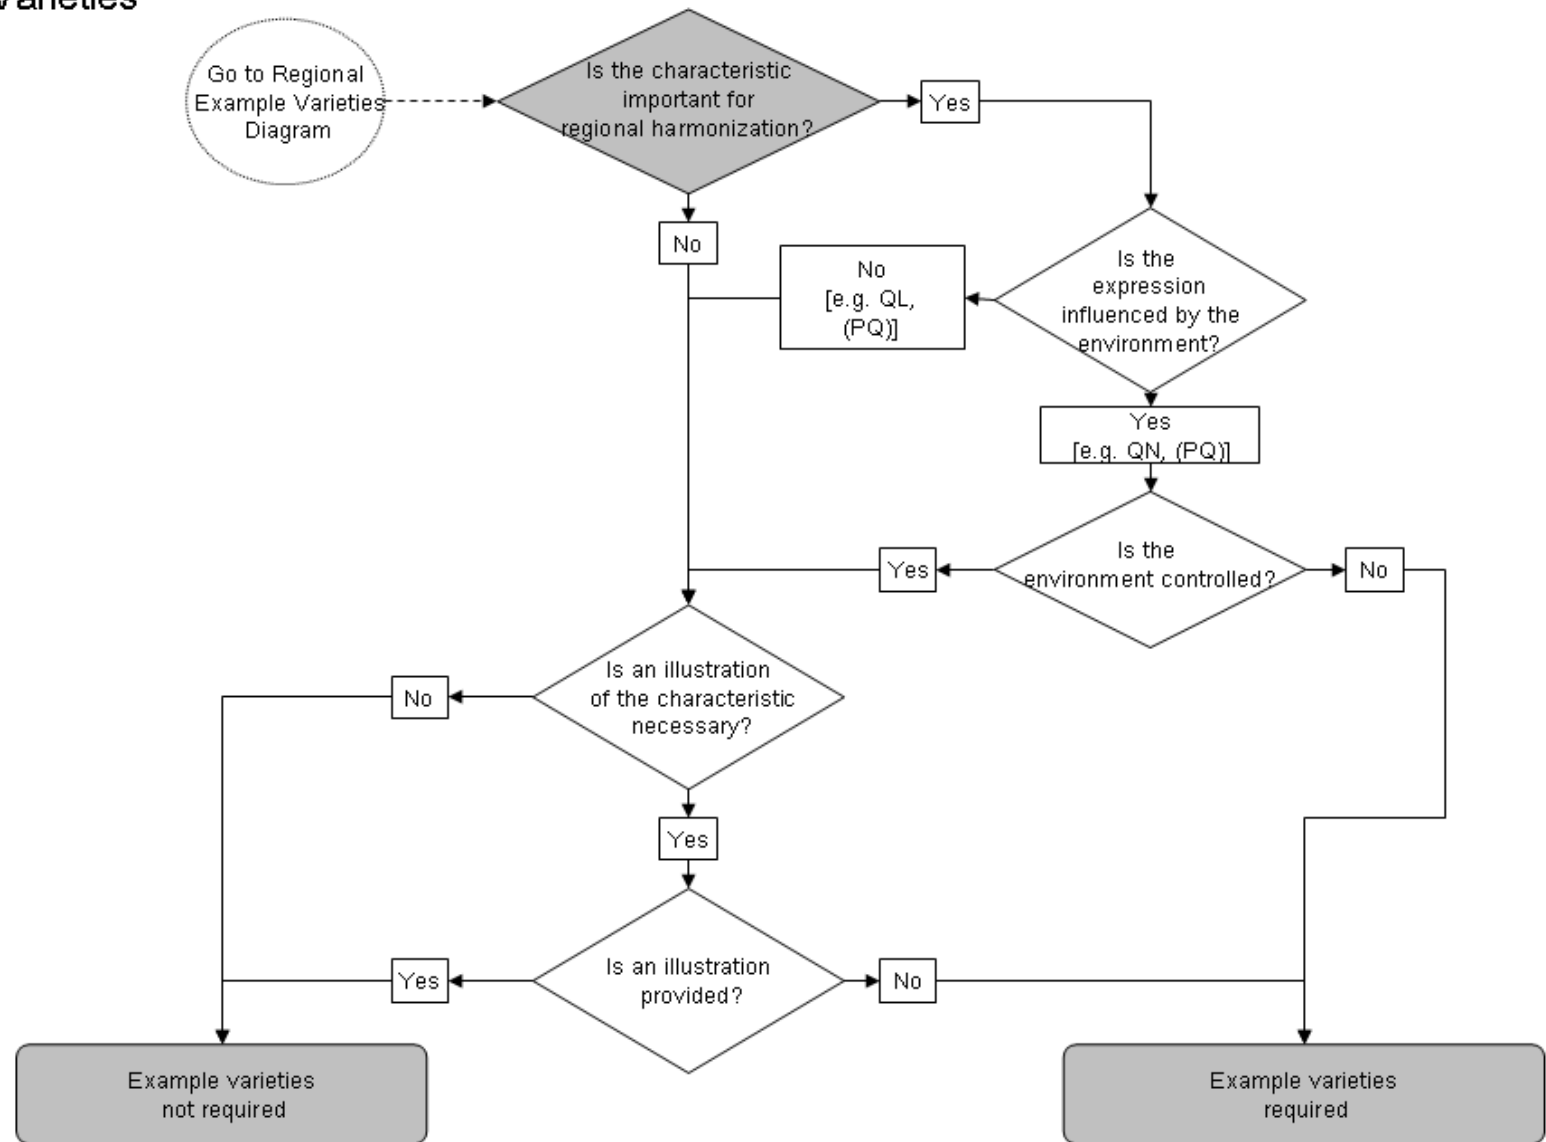 Varieties
Go to Regional
Example Varieties
Diagram
Is the characteristic
important for
regional harmonization?
Yes
No
No
[e.g. QL,
(PQ)]
Is the
expression
influenced by the
environment?
Yes
[e.g. QN, (PQ)]
Is the
environment controlled?
Yes
No
Is an illustration
of the characteristic
necessary?
No
Yes
Is an illustration
provided?
Yes
No
Example varieties
not required
Example varieties
required